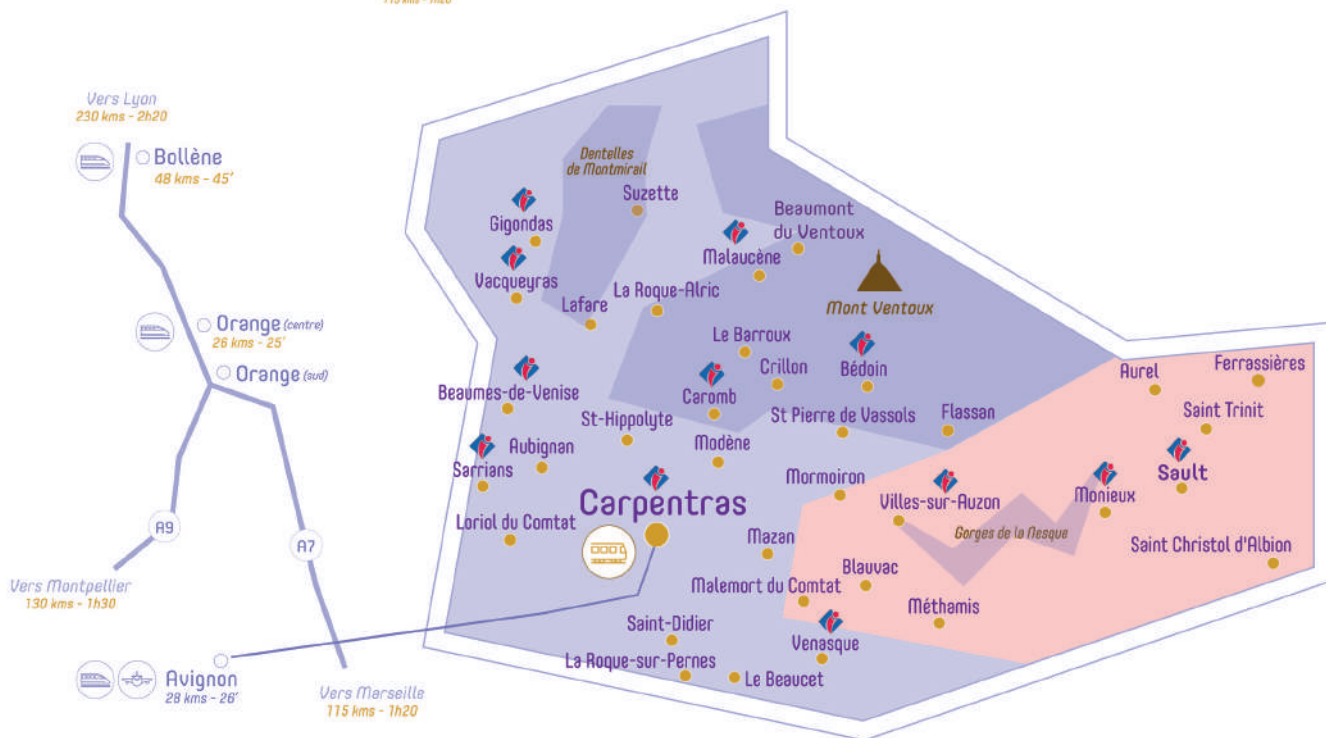 115 kms - 1h20
Vers Lyon
230 kms - 2h20
Bollène
48 kms - 45'
Orange (centre)
26 kms - 25'
Orange (sud)
A9
A7
Vers Montpellier
130 kms - 1h30
Avignon
28 kms - 26'
Vers Marseille
115 kms - 1h20
Dentelles
de Montmirail
Suzette
Gigondas
Beaumont
du Ventoux
Malaucène
Vacqueyras
La Roque-Alric
Mont Ventoux
Lafare
Le Barroux
Crillon
Bédoin
Beaumes-de-Venise
Caromb
St-Hippolyte
St Pierre de Vassols
Flassan
Aurel
Ferrassières
Saint Trinit
Sarrians
Aubignan
Modène
Mormoiron
Villes-sur-Auzon
Monieux
Sault
Carpentras
Loriol du Comtat
Mazan
Gorges de la Nesque
Saint Christol d'Albion
Malemort du Comtat
Blauvac
Méthamis
Saint-Didier
Venasque
La Roque-sur-Pernes
Le Beaucet